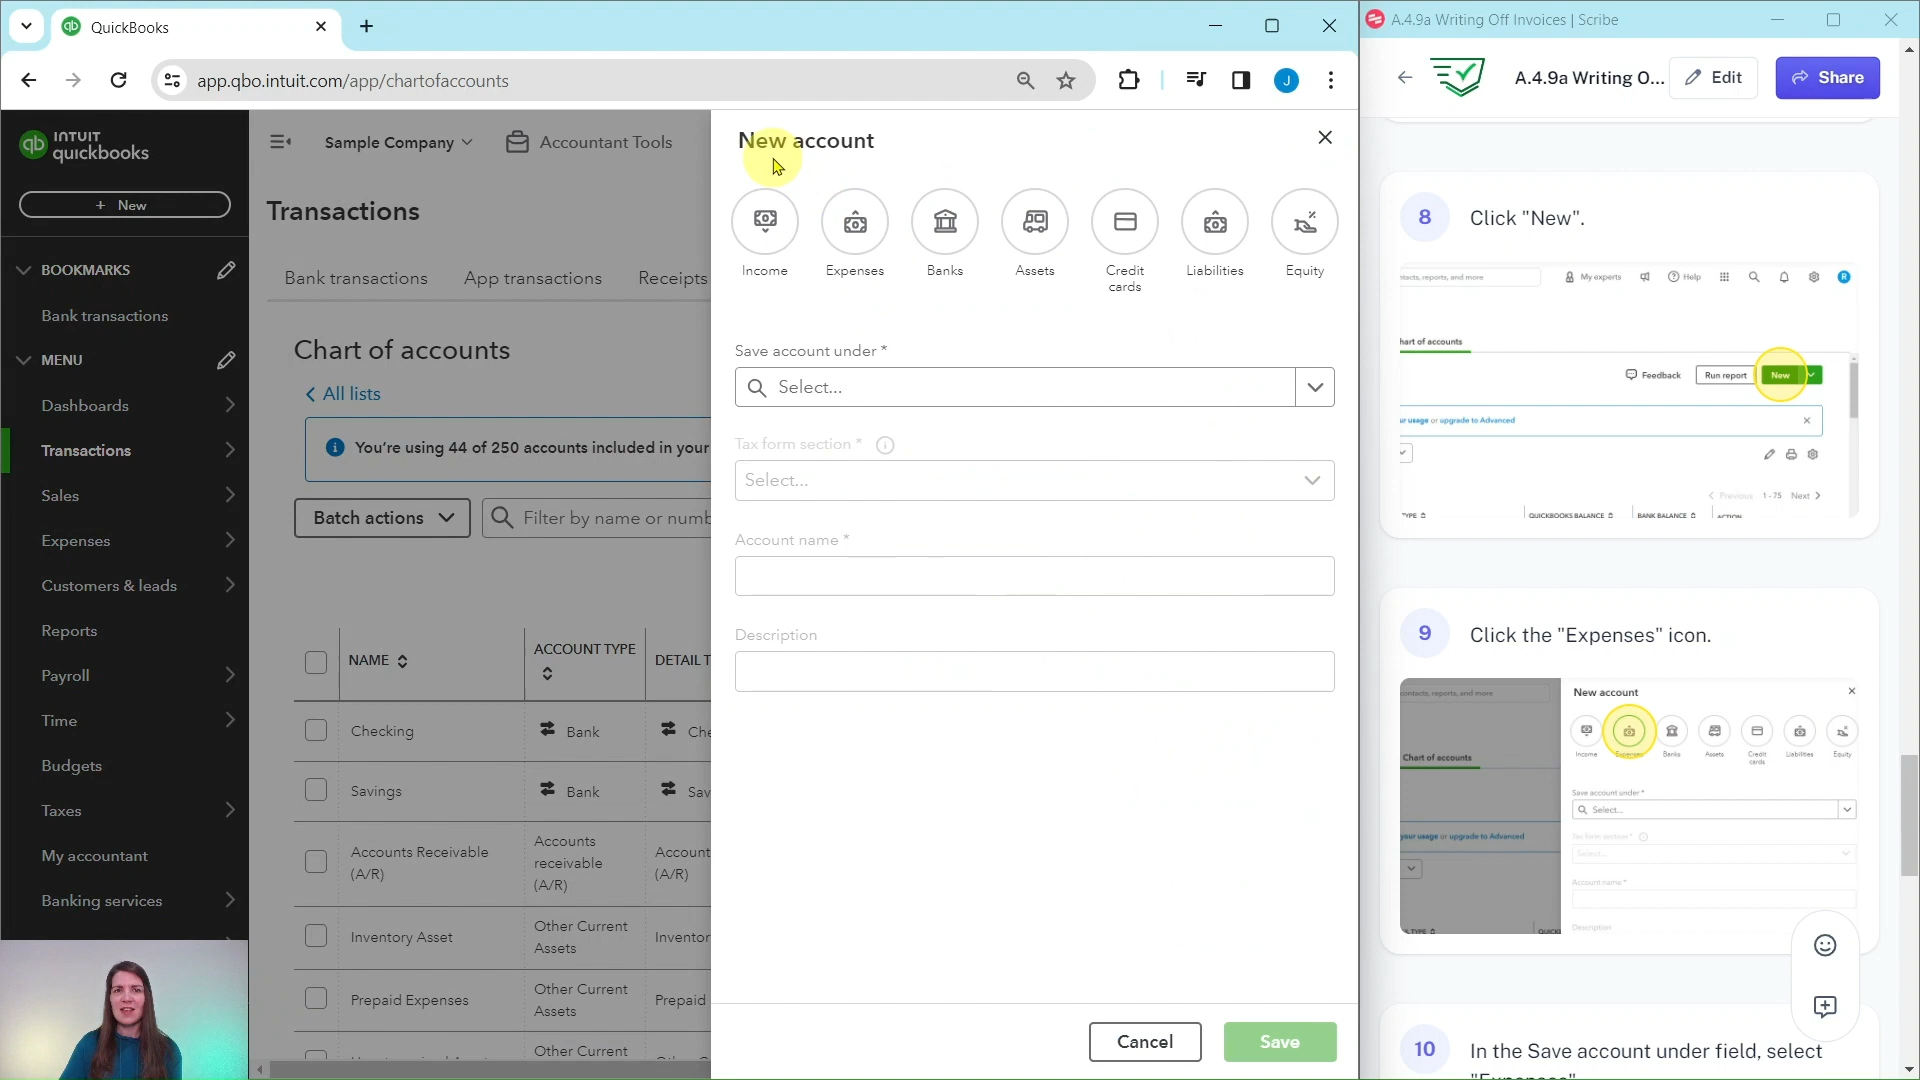 QuickBooks
app.qbo.intuit.com/app/chartofaccounts
J
INTUIT
quickbooks
+ New
BOOKMARKS
Bank transactions
MENU
Dashboards
Transactions
Sales
Expenses
Customers & leads
Reports
Payroll
Time
Budgets
Taxes
My accountant
Banking services
Sample Company
Accountant Tools
Transactions
Bank transactions
App transactions
Receipts
Chart of accounts
All lists
You're using 44 of 250 accounts included in your
Batch actions
Filter by name or numb
NAME
ACCOUNT TYPE
DETAIL T
Checking
Bank
Che
Savings
Bank
Sav
Accounts Receivable
(A/R)
Accounts
receivable
(A/R)
Account
(A/R)
Inventory Asset
Other Current
Assets
Inventor
Prepaid Expenses
Other Current
Assets
Prepaid
Other Current
New account
Income
Expenses
Banks
Assets
Credit
cards
Liabilities
Equity
Save account under *
Select...
Tax form section *
Select...
Account name *
Description
Cancel
Save
A.4.9a Writing Off Invoices | Scribe
A.4.9a Writing O...
Edit
Share
8
Click "New".
ntacts, reports, and more
My experts
Help
R
hart of accounts
Feedback
Run report
New
ur usage or upgrade to Advanced
Previous 1-75 Next
TYPE
QUICKBOOKS BALANCE
BANK BALANCE
ACTION
9
Click the "Expenses" icon.
contacts, reports, and more
New account
Income
Expenses
Banks
Assets
Credit
cards
Liabilities
Equity
Chart of accounts
Save account under *
Select...
your usage or upgrade to Advanced
Tax form section *
Select...
Account name *
Description
TYPE
QUICK
10
In the Save account under field, select
"Expenses"